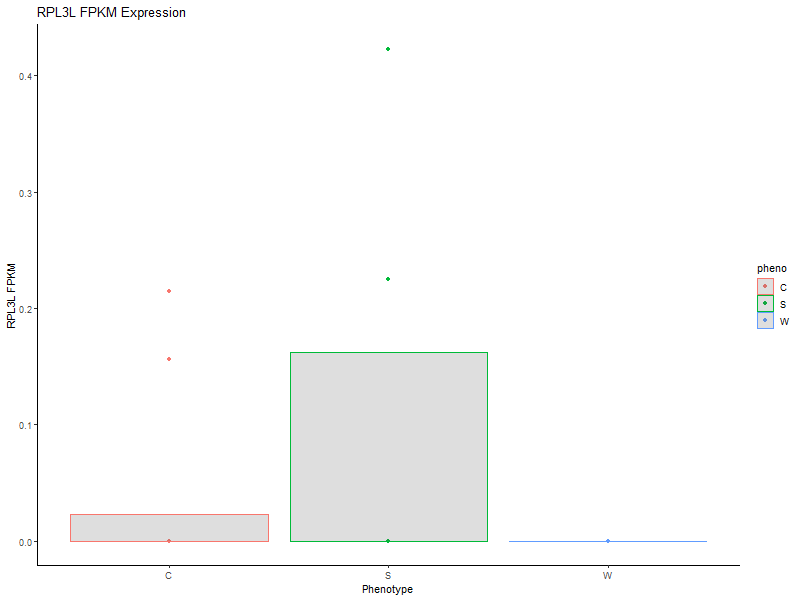 RPL3L FPKM Expression
0.4
0.3
0.2
0.1
0.0
RPL3L FPKM
C
S
W
Phenotype
pheno
C
S
W